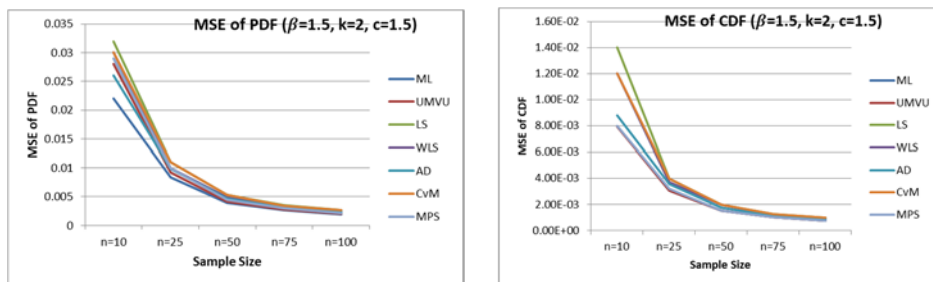 MSE of PDF (β=1.5, k=2, c=1.5)
MSE of PDF
0.035
0.03
0.025
0.02
0.015
0.01
0.005
0
n=10 n=25 n=50 n=75 n=100
Sample Size
ML
UMVU
LS
WLS
AD
CvM
MPS
MSE of CDF (β=1.5, k=2, c=1.5)
MSE of CDF
1.60E-02
1.40E-02
1.20E-02
1.00E-02
8.00E-03
6.00E-03
4.00E-03
2.00E-03
0.00E+00
n=10 n=25 n=50 n=75 n=100
Sample Size
ML
UMVU
LS
WLS
AD
CvM
MPS